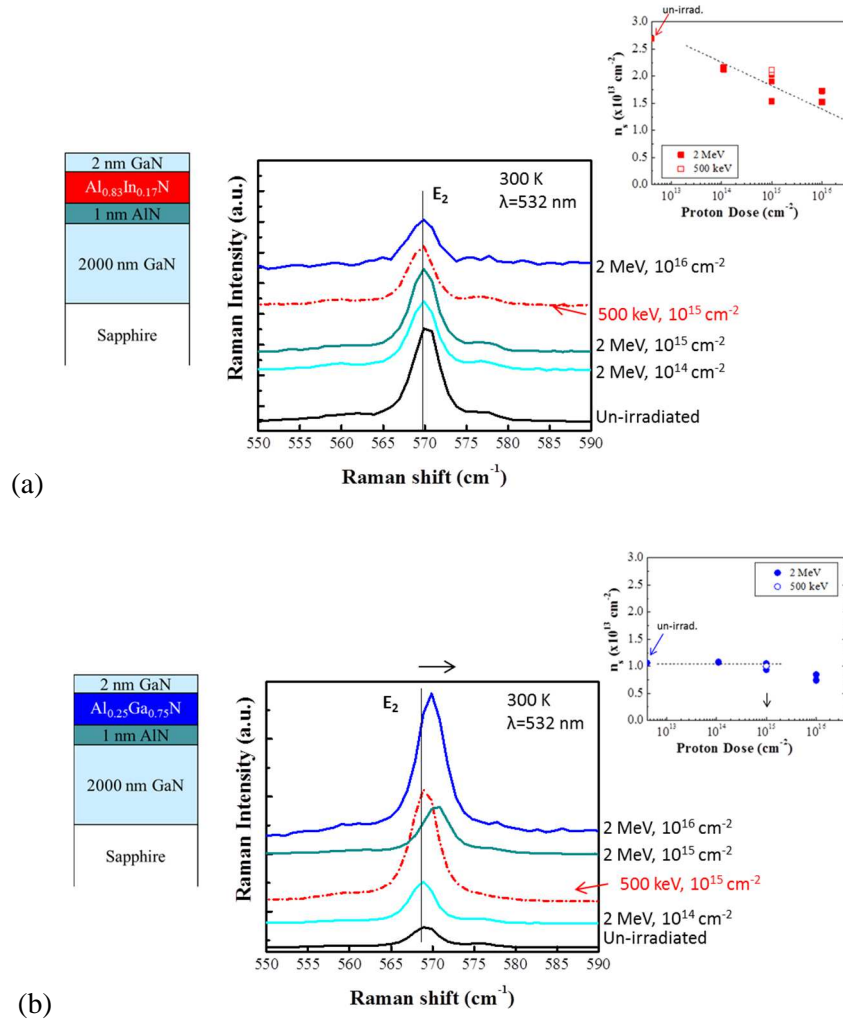 un-irrad.
3.0
2.5
2.0
1.5
1.0
0.5
0.0
n_s (x10^13 cm^-2)
2 MeV
500 keV
10^13 10^14 10^15 10^16
Proton Dose (cm^-2)
2 nm GaN
Al_0.83In_0.17N
1 nm AlN
2000 nm GaN
Sapphire
Raman Intensity (a.u.)
E_2
300 K
λ=532 nm
2 MeV, 10^16 cm^-2
500 keV, 10^15 cm^-2
2 MeV, 10^15 cm^-2
2 MeV, 10^14 cm^-2
Un-irradiated
550 555 560 565 570 575 580 585 590
Raman shift (cm^-1)
(a)
3.0
2.5
2.0
1.5
1.0
0.5
0.0
n_s (x10^13 cm^-2)
2 MeV
500 keV
un-irrad.
10^13 10^14 10^15 10^16
Proton Dose (cm^-2)
2 nm GaN
Al_0.25Ga_0.75N
1 nm AlN
2000 nm GaN
Sapphire
Raman Intensity (a.u.)
E_2
300 K
λ=532 nm
2 MeV, 10^16 cm^-2
2 MeV, 10^15 cm^-2
500 keV, 10^15 cm^-2
2 MeV, 10^14 cm^-2
Un-irradiated
550 555 560 565 570 575 580 585 590
Raman shift (cm^-1)
(b)